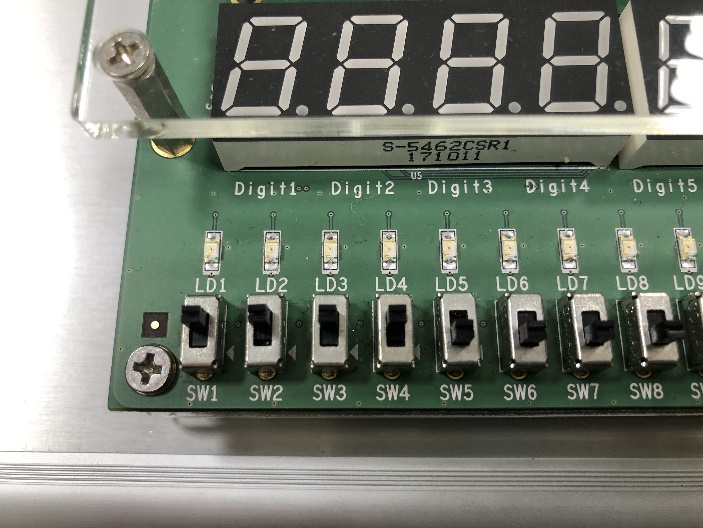 S-5462CSR1
171011
U5
Digit1 Digit2 Digit3 Digit4 Digit5
LD1 LD2 LD3 LD4 LD5 LD6 LD7 LD8 LD9
SW1 SW2 SW3 SW4 SW5 SW6 SW7 SW8